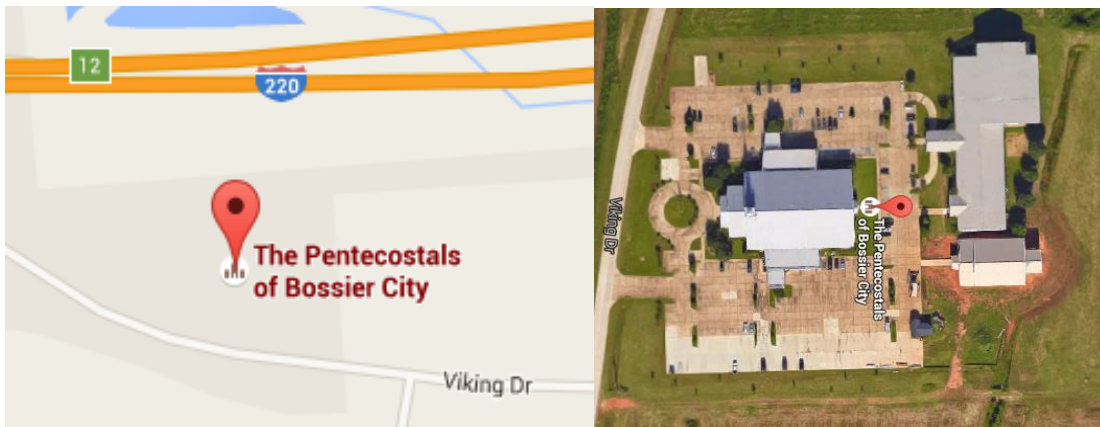 12
220
The Pentecostals
of Bossier City
Viking Dr
Viking Dr
The Pentecostals
of Bossier City